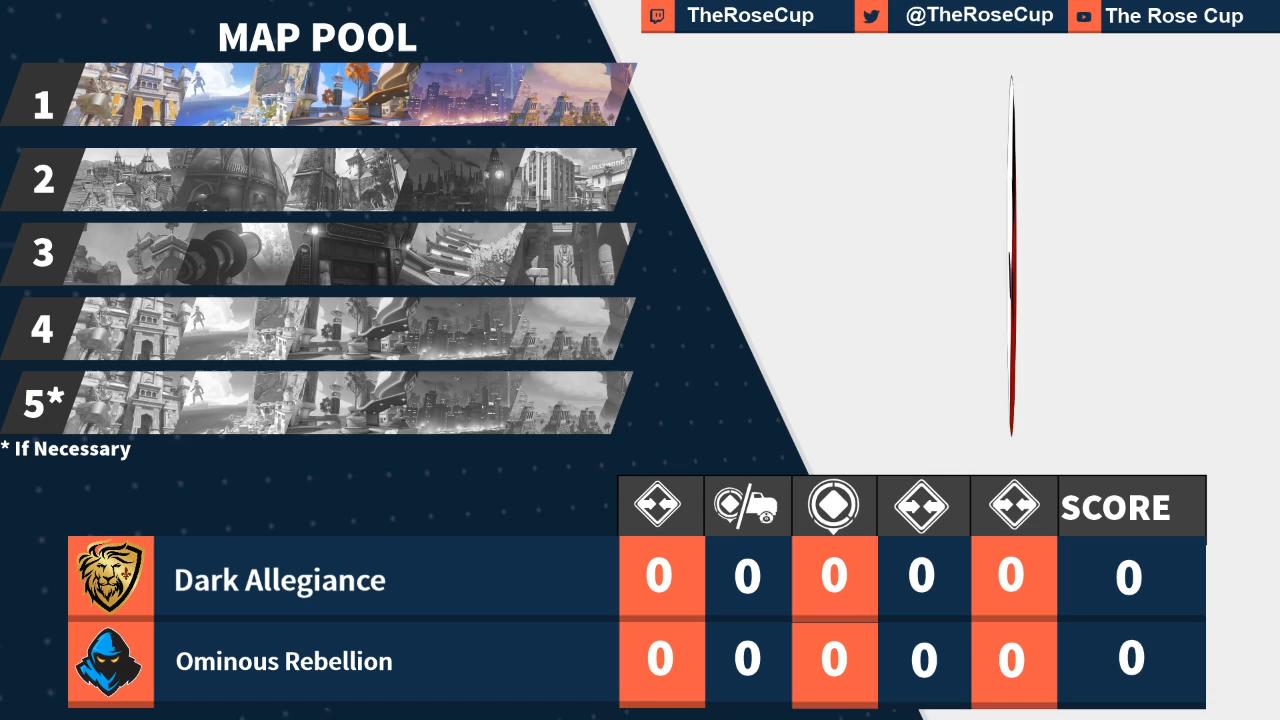 MAP POOL
TheRoseCup
@TheRoseCup
The Rose Cup
1
2
3
4
5*
* If Necessary
SCORE
Dark Allegiance 0 0 0 0 0 0
Ominous Rebellion 0 0 0 0 0 0